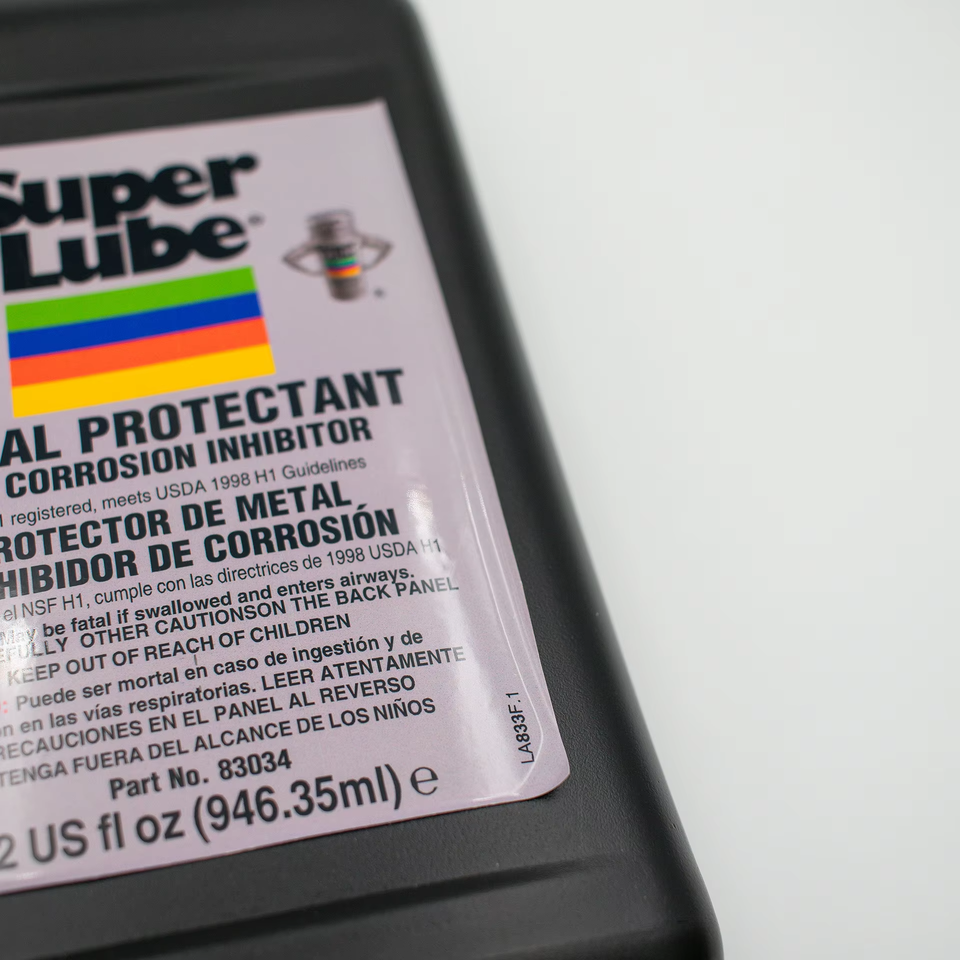 Super
Lube®
AL PROTECTANT
CORROSION INHIBITOR
1 registered, meets USDA 1998 H1 Guidelines
ROTECTOR DE METAL
HIBIDOR DE CORROSIÓN
el NSF H1, cumple con las directrices de 1998 USDA H1
May be fatal if swallowed and enters airways.
EFULLY OTHER CAUTIONSON THE BACK PANEL
KEEP OUT OF REACH OF CHILDREN
: Puede ser mortal en caso de ingestión y de
n en las vías respiratorias. LEER ATENTAMENTE
RECAUCIONES EN EL PANEL AL REVERSO
TENGA FUERA DEL ALCANCE DE LOS NIÑOS
Part No. 83034
2 US fl oz (946.35ml) ℮
LA833F.1